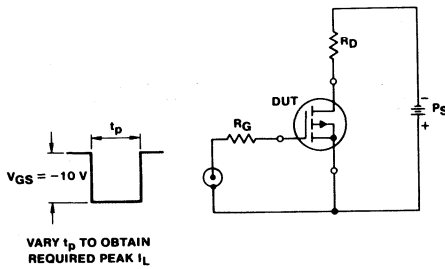 R_D
DUT
t_p
R_G
−
P_S
+
V_GS = −10 V
VARY t_p TO OBTAIN
REQUIRED PEAK I_L